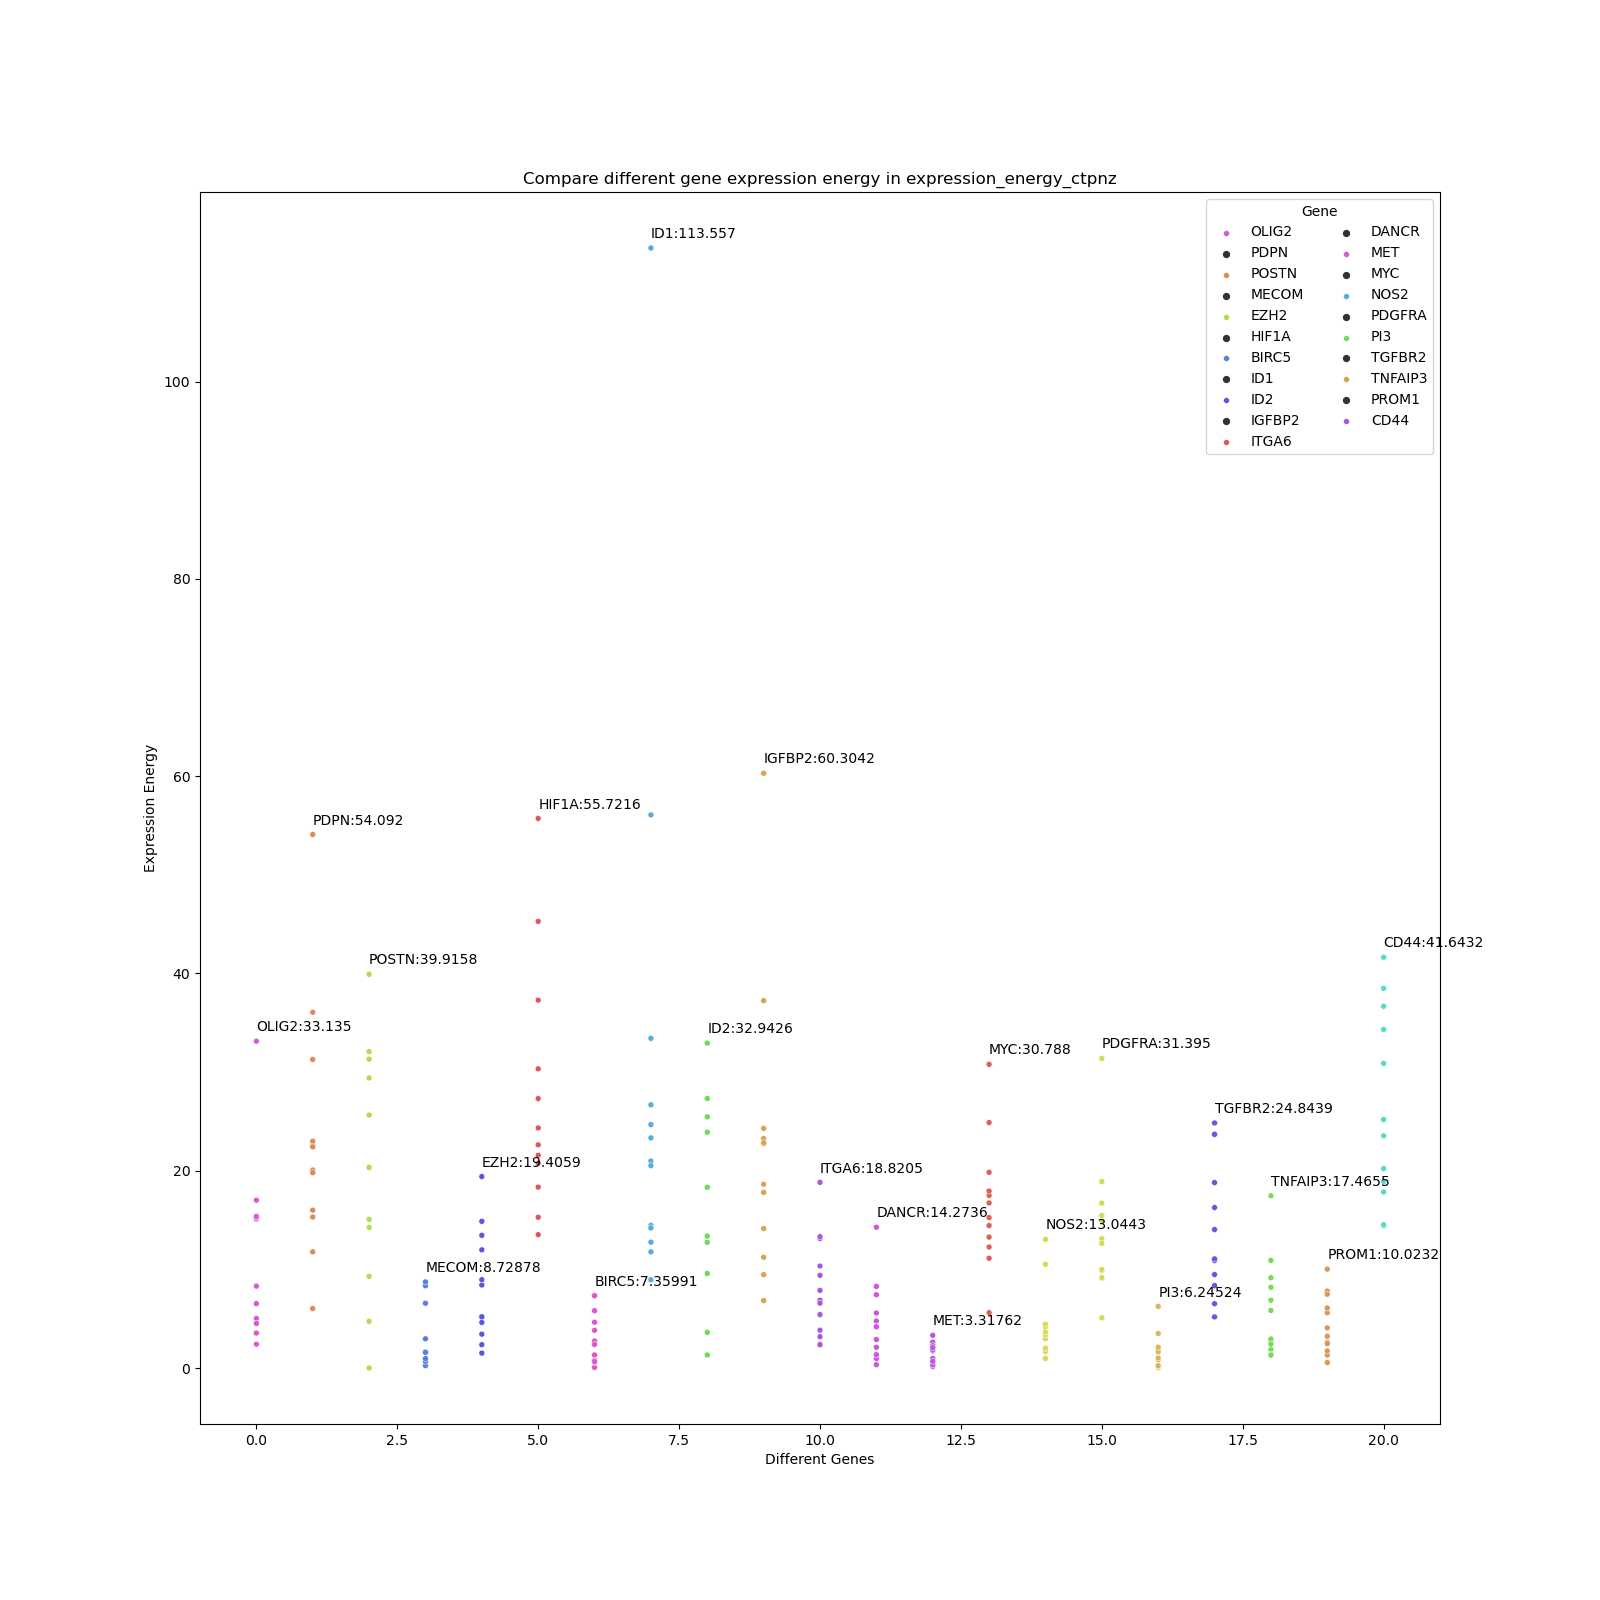 Compare different gene expression energy in expression_energy_ctpnz
Gene
OLIG2
PDPN
POSTN
MECOM
EZH2
HIF1A
BIRC5
ID1
ID2
IGFBP2
ITGA6
DANCR
MET
MYC
NOS2
PDGFRA
PI3
TGFBR2
TNFAIP3
PROM1
CD44
ID1:113.557
IGFBP2:60.3042
HIF1A:55.7216
PDPN:54.092
POSTN:39.9158
CD44:41.6432
OLIG2:33.135
ID2:32.9426
MYC:30.788
PDGFRA:31.395
TGFBR2:24.8439
EZH2:19.4059
ITGA6:18.8205
TNFAIP3:17.4655
DANCR:14.2736
NOS2:13.0443
PROM1:10.0232
MECOM:8.72878
BIRC5:7.35991
PI3:6.24524
MET:3.31762
Expression Energy
100
80
60
40
20
0
0.0
2.5
5.0
7.5
10.0
12.5
15.0
17.5
20.0
Different Genes